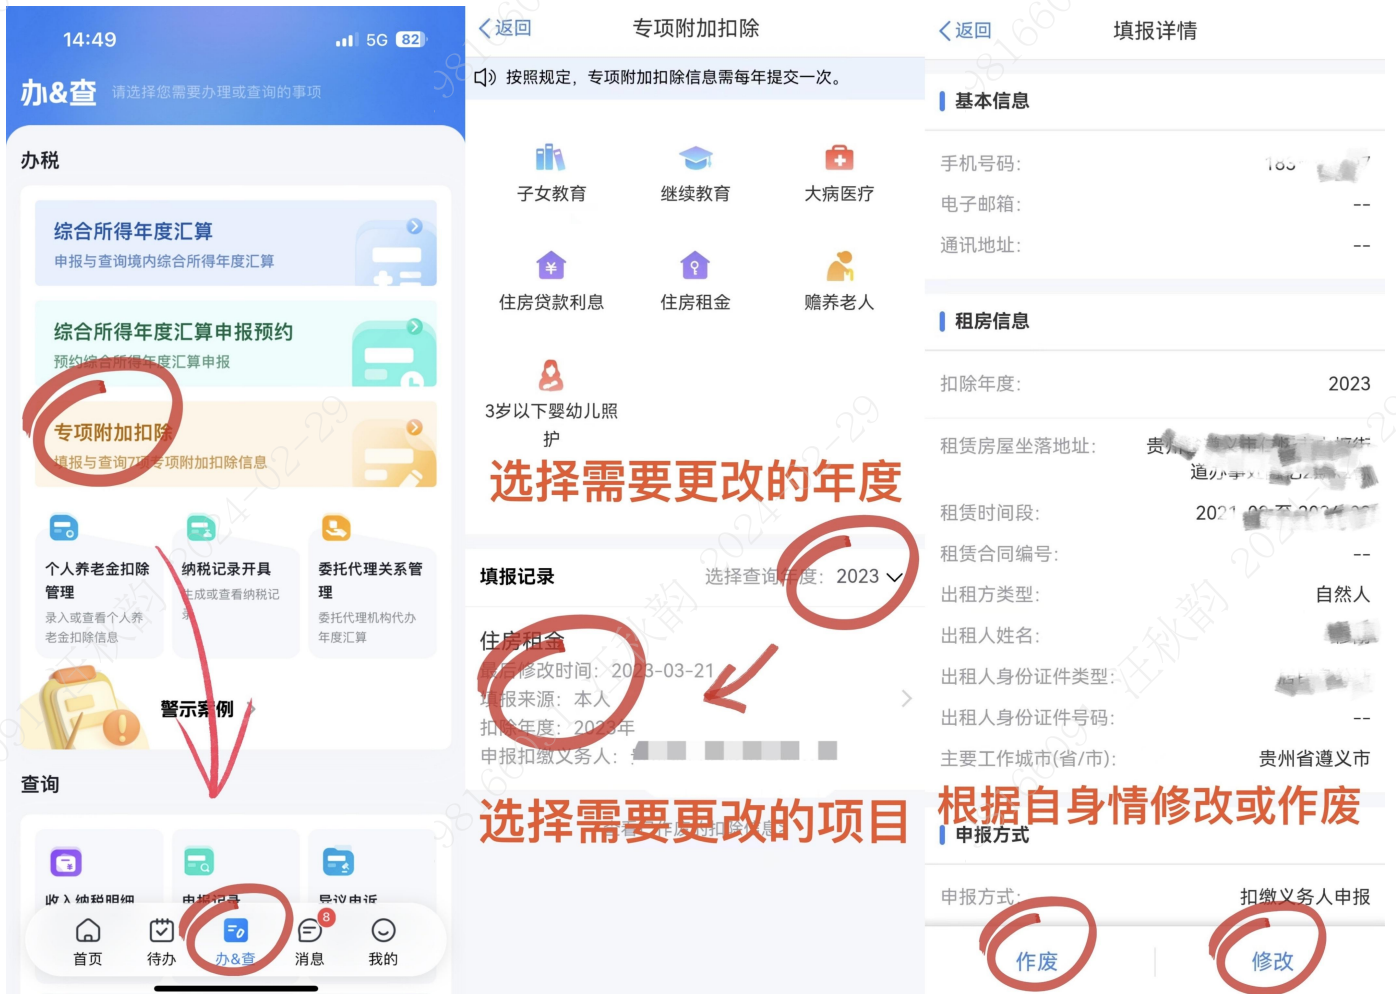 14:49
5G 82
办&查 请选择您需要办理或查询的事项
办税
综合所得年度汇算
申报与查询境内综合所得年度汇算
综合所得年度汇算申报预约
预约综合所得年度汇算申报
专项附加扣除
填报与查询7项专项附加扣除信息
个人养老金扣除管理
录入或查看个人养老金扣除信息
纳税记录开具
生成或查看纳税记录
委托代理关系管理
委托代理机构代办年度汇算
警示案例
查询
收入纳税明细
申报记录
异议申诉
首页
待办
办&查
消息
8
我的
返回
专项附加扣除
按照规定，专项附加扣除信息需每年提交一次。
子女教育
继续教育
大病医疗
住房贷款利息
住房租金
赡养老人
3岁以下婴幼儿照护
选择需要更改的年度
填报记录
选择查询年度：2023
住房租金
最后修改时间：2023-03-21
填报来源：本人
扣除年度：2023年
申报扣缴义务人：
选择需要更改的项目
返回
填报详情
基本信息
手机号码：
电子邮箱： --
通讯地址： --
租房信息
扣除年度： 2023
租赁房屋坐落地址：
租赁时间段：
租赁合同编号： --
出租方类型： 自然人
出租人姓名：
出租人身份证件类型：
出租人身份证件号码： --
主要工作城市(省/市)： 贵州省遵义市
根据自身情修改或作废
申报方式
申报方式： 扣缴义务人申报
作废
修改
汪秋韵 2024-02-29